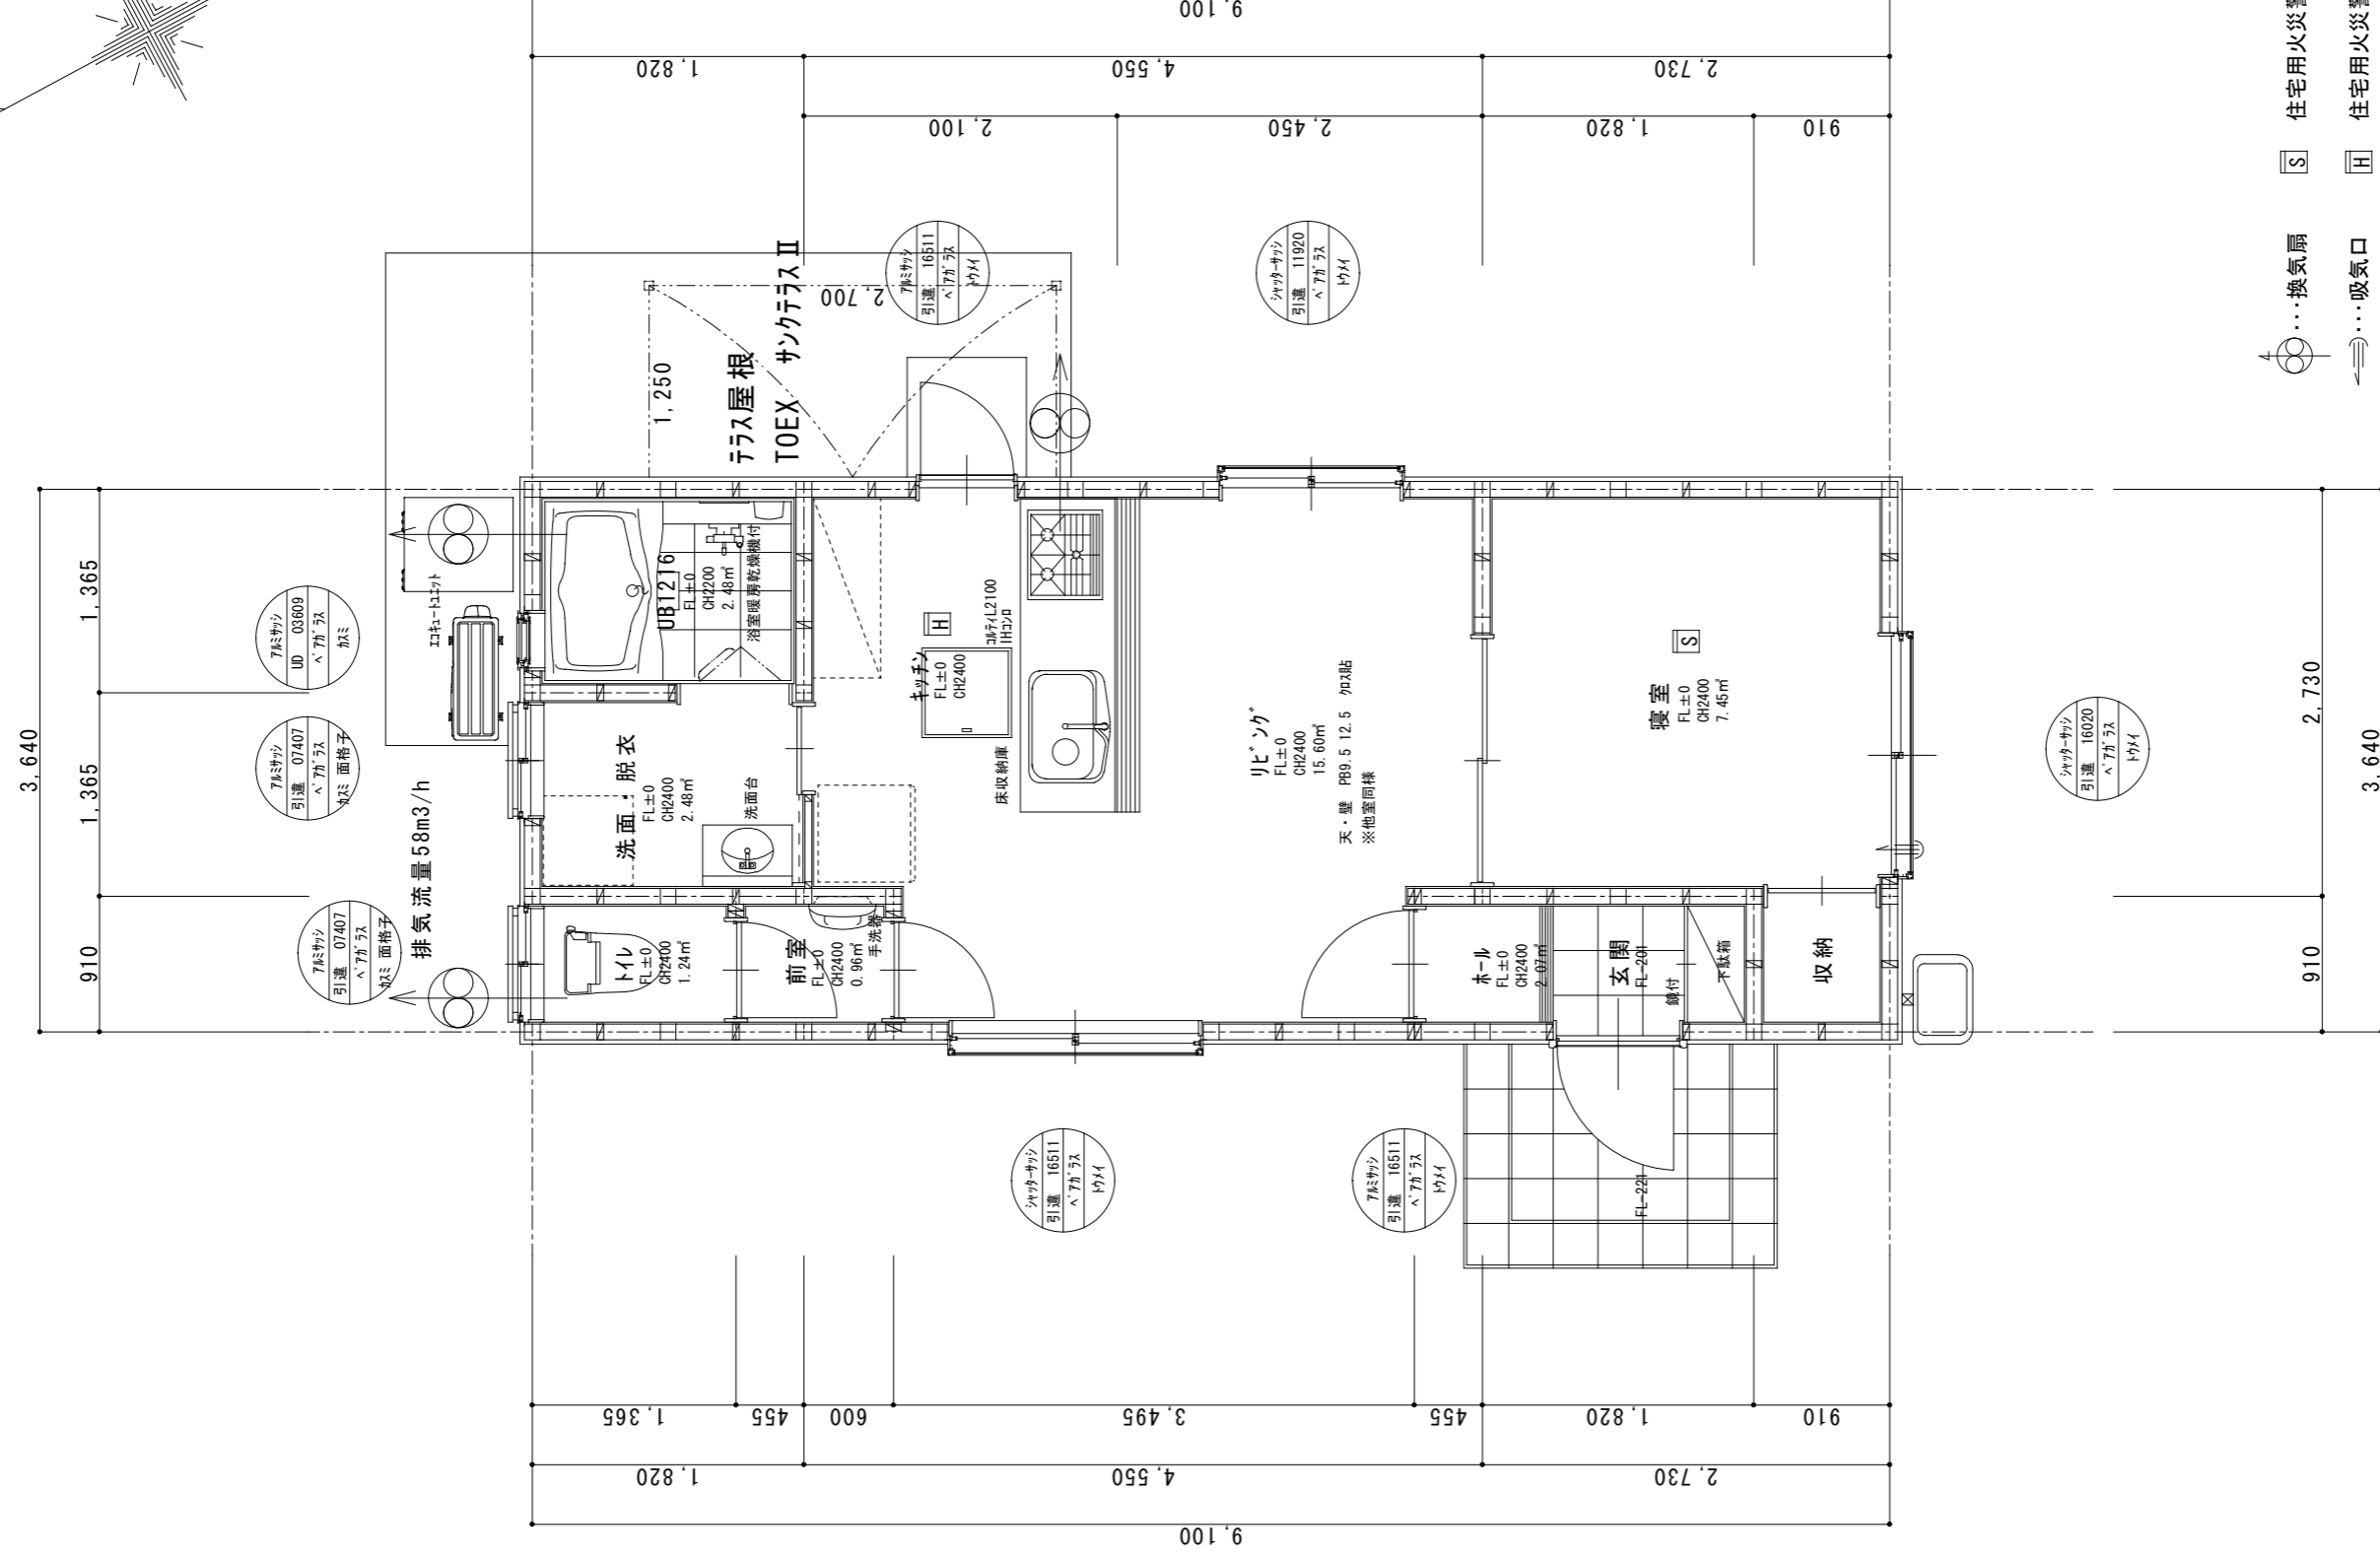 9,100
1,820
4,550
2,730
2,100
2,450
1,820
910
3,640
1,365
1,365
910
アルミサッシ
引違 16511
ペアガラス
トウメイ
シャッターサッシ
引違 11920
ペアガラス
トウメイ
テラス屋根
TOEX サンクテラスⅡ
2,700
1,250
アルミサッシ
UD 03609
ペアガラス
カスミ
アルミサッシ
引違 07407
ペアガラス
カスミ 面格子
アルミサッシ
引違 07407
ペアガラス
カスミ 面格子
エコキュートユニット
排気流量58m3/h
UB1216
FL±0
CH2200
2.48㎡
浴室暖房乾燥機付
洗面・脱衣
FL±0
CH2400
2.48㎡
洗面台
トイレ
FL±0
CH2400
1.24㎡
前室
FL±0
CH2400
0.96㎡
手洗器
キッチン
FL±0
CH2400
H
コルティL2100
IHコンロ
床収納庫
リビング
FL±0
CH2400
15.60㎡
天・壁 PB9.5 12.5 クロス貼
※他室同様
寝室
FL±0
CH2400
7.45㎡
S
ホール
FL±0
CH2400
2.07㎡
玄関
FL-201
鏡付
下駄箱
収納
FL-221
シャッターサッシ
引違 16511
ペアガラス
トウメイ
アルミサッシ
引違 16511
ペアガラス
トウメイ
シャッターサッシ
引違 16020
ペアガラス
トウメイ
2,730
910
3,640
1,365
455
600
3,495
455
1,820
910
1,820
4,550
2,730
9,100
・・・換気扇
S 住宅用火災警
・・・吸気口
H 住宅用火災警